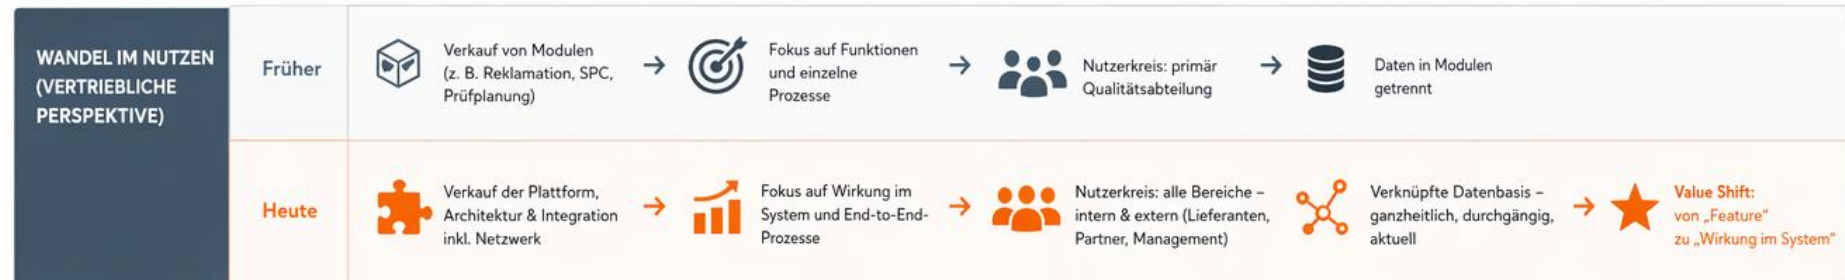 WANDEL IM NUTZEN
(VERTRIEBLICHE
PERSPEKTIVE)
Früher
Verkauf von Modulen
(z. B. Reklamation, SPC,
Prüfplanung)
Fokus auf Funktionen
und einzelne
Prozesse
Nutzerkreis: primär
Qualitätsabteilung
Daten in Modulen
getrennt
Heute
Verkauf der Plattform,
Architektur & Integration
inkl. Netzwerk
Fokus auf Wirkung im
System und End-to-End-
Prozesse
Nutzerkreis: alle Bereiche –
intern & extern (Lieferanten,
Partner, Management)
Verknüpfte Datenbasis –
ganzheitlich, durchgängig,
aktuell
Value Shift:
von „Feature“
zu „Wirkung im System“